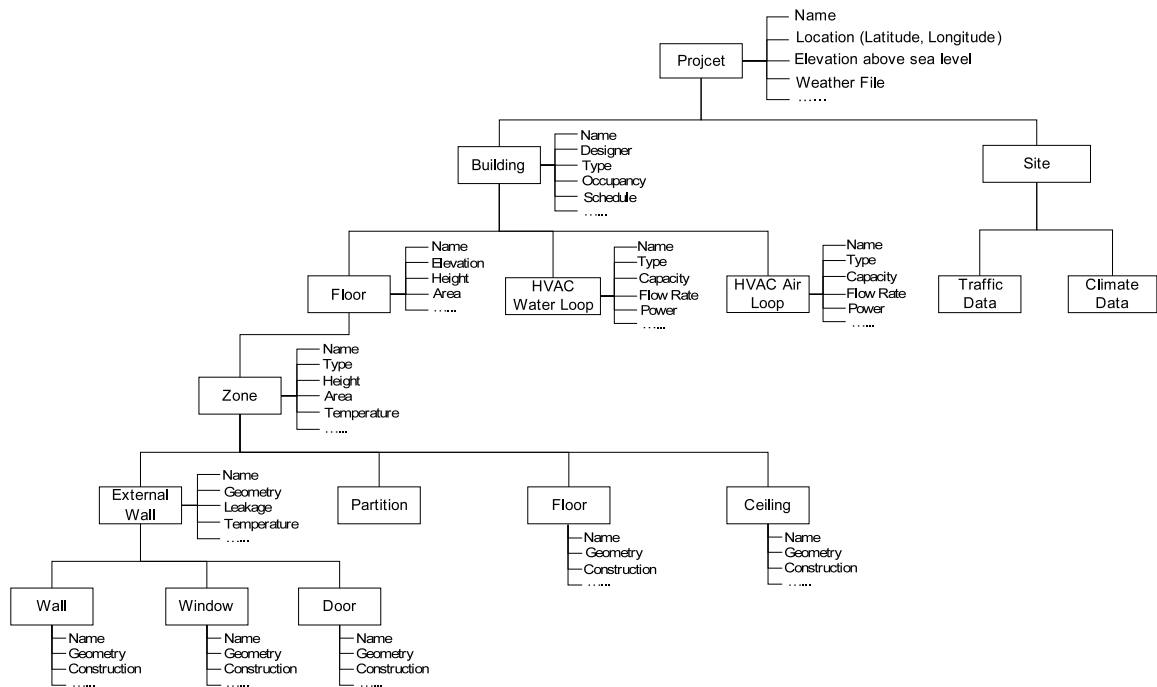 Name
Location (Latitude, Longitude)
Projcet
Elevation above sea level
Weather File
......
Name
Designer
Building
Type
Occupancy
Schedule
......
Site
Name
Elevation
Floor
Height
Area
......
Name
Type
HVAC
Water Loop
Capacity
Flow Rate
Power
......
Name
Type
HVAC Air
Loop
Capacity
Flow Rate
Power
......
Traffic
Data
Climate
Data
Name
Type
Zone
Height
Area
Temperature
......
Name
Geometry
External
Wall
Leakage
Temperature
......
Partition
Floor
Name
Geometry
Construction
......
Ceiling
Name
Geometry
Construction
......
Wall
Name
Geometry
Construction
......
Window
Name
Geometry
Construction
......
Door
Name
Geometry
Construction
......